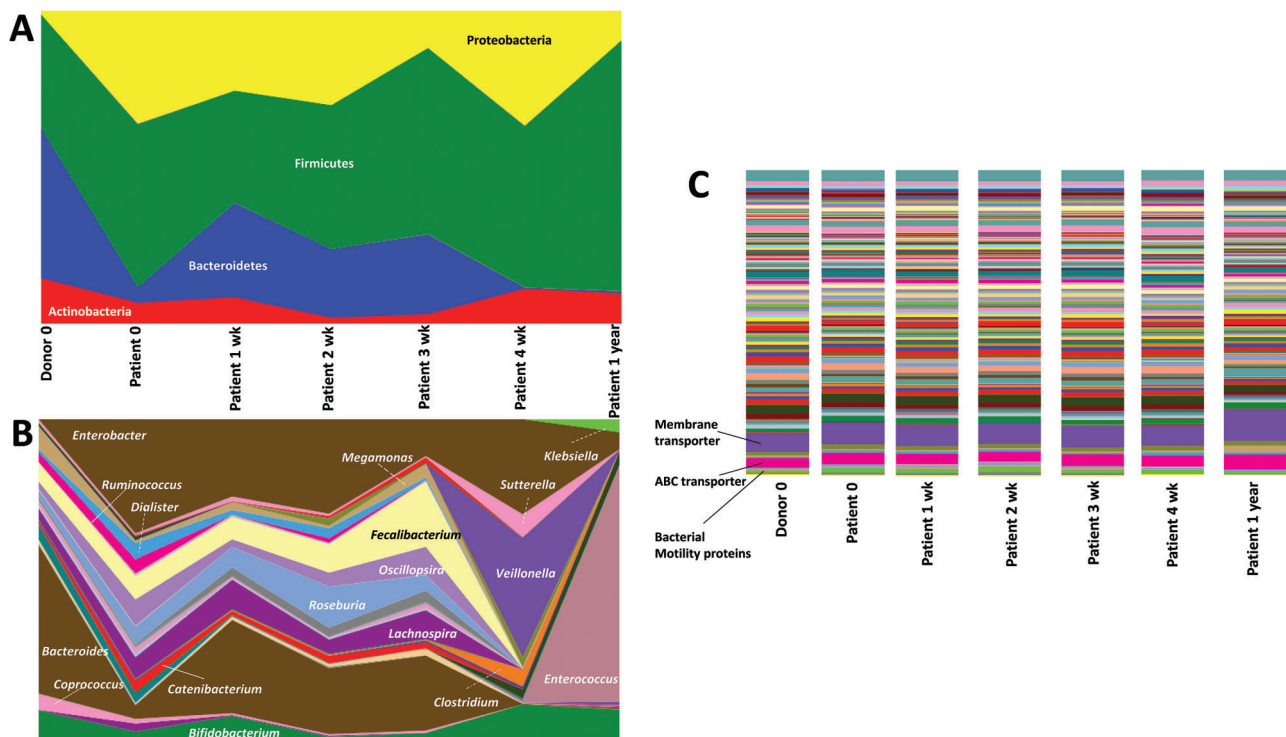 A
Proteobacteria
Firmicutes
Bacteroidetes
Actinobacteria
Donor 0
Patient 0
Patient 1 wk
Patient 2 wk
Patient 3 wk
Patient 4 wk
Patient 1 year
B
Enterobacter
Klebsiella
Megamonas
Ruminococcus
Sutterella
Dialister
Fecalibacterium
Oscillopsira
Veillonella
Roseburia
Lachnospira
Bacteroides
Enterococcus
Coprococcus
Catenibacterium
Clostridium
Bifidobacterium
C
Membrane
transporter
ABC transporter
Bacterial
Motility proteins
Donor 0
Patient 0
Patient 1 wk
Patient 2 wk
Patient 3 wk
Patient 4 wk
Patient 1 year